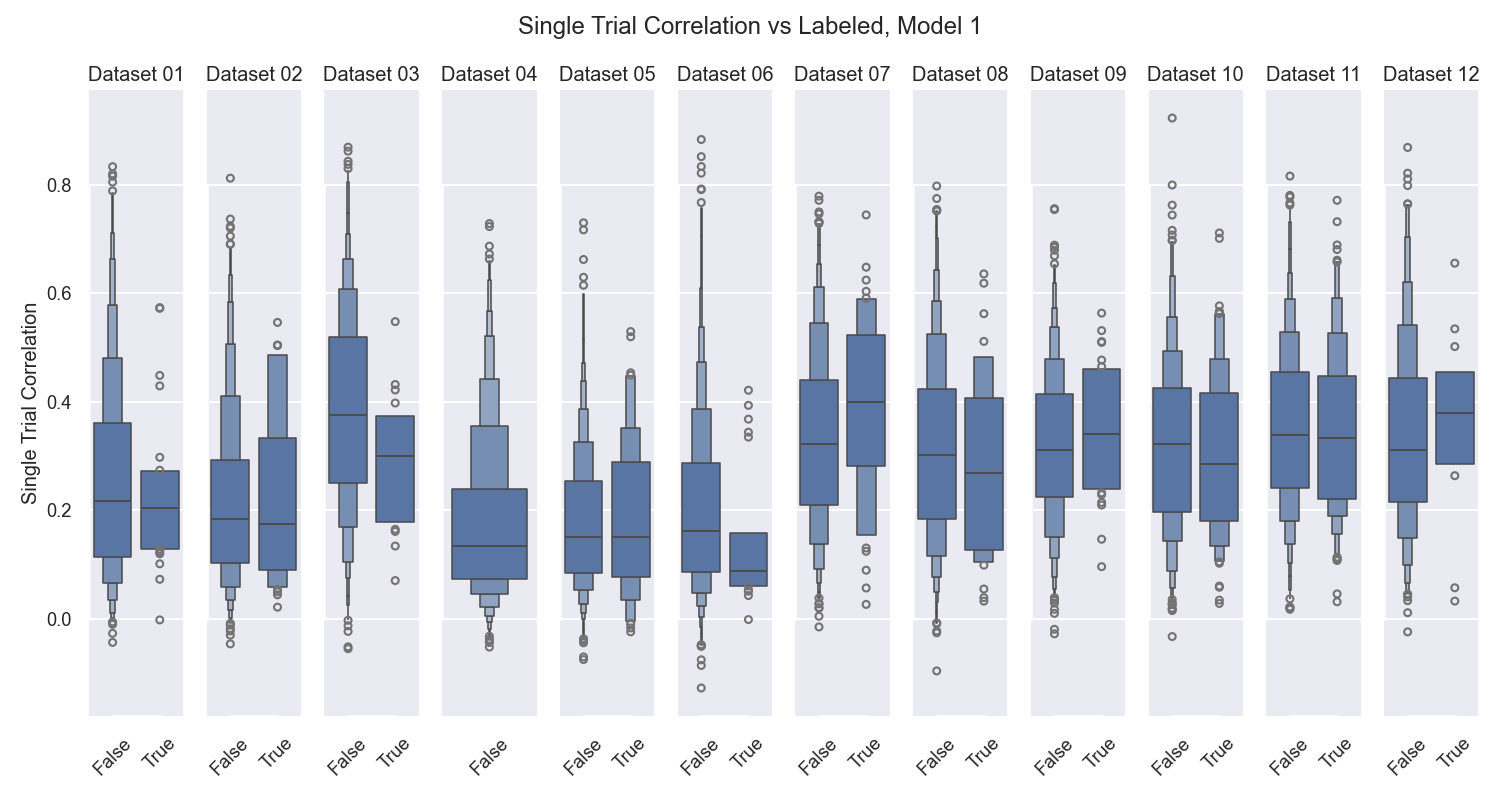 Single Trial Correlation vs Labeled, Model 1
Dataset 01 Dataset 02 Dataset 03 Dataset 04 Dataset 05 Dataset 06 Dataset 07 Dataset 08 Dataset 09 Dataset 10 Dataset 11 Dataset 12
Single Trial Correlation
0.8
0.6
0.4
0.2
0.0
False True False True False True False False True False True False True False True False True False True False True False True